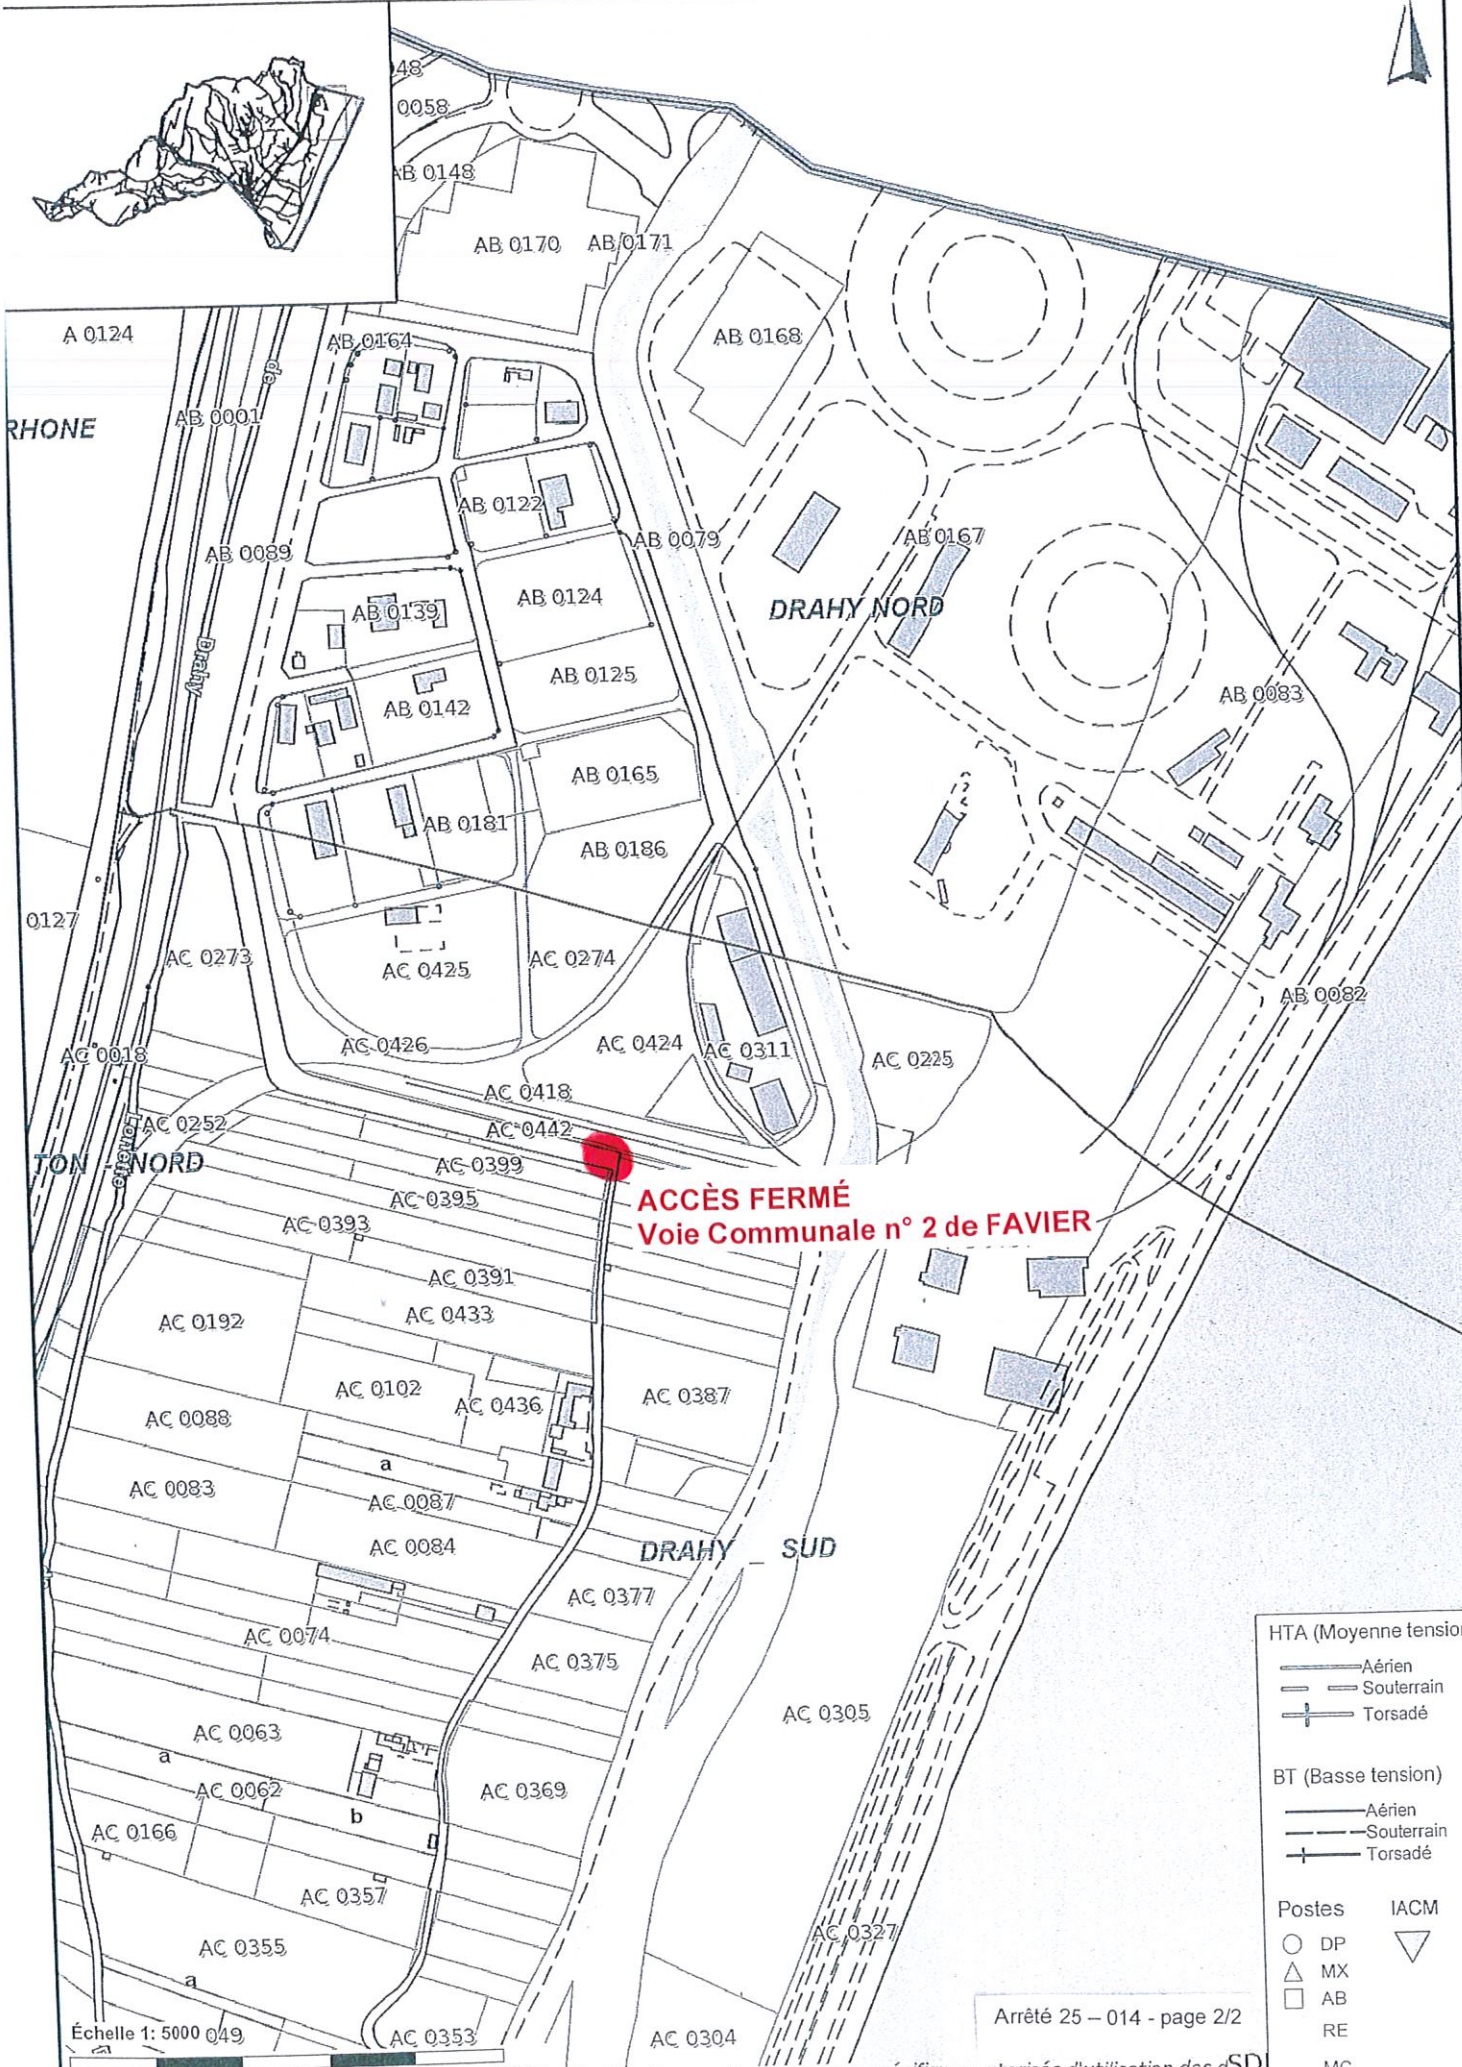 48
0058
AB 0148
AB 0170
AB 0171
A 0124
AB 0164
AB 0168
de
RHONE
AB 0001
AB 0122
AB 0079
AB 0167
AB 0089
AB 0124
AB 0139
DRAHY NORD
Drahy
AB 0125
AB 0142
AB 0083
AB 0165
AB 0181
AB 0186
0127
AC 0273
AC 0425
AC 0274
AB 0082
AC 0018
AC 0426
AC 0424
AC 0311
AC 0225
AC 0418
AC 0252
AC 0442
TON - NORD
AC 0399
AC 0395
ACCÈS FERMÉ
Voie Communale n° 2 de FAVIER
AC 0393
AC 0391
AC 0192
AC 0433
AC 0102
AC 0436
AC 0387
AC 0088
a
AC 0083
AC 0087
AC 0084
DRAHY _ SUD
AC 0377
AC 0074
AC 0375
AC 0305
AC 0063
a
AC 0062
AC 0369
b
AC 0166
AC 0357
AC 0327
AC 0355
a
Échelle 1: 5000
049
AC 0353
AC 0304
HTA (Moyenne tension
Aérien
Souterrain
Torsadé
BT (Basse tension)
Aérien
Souterrain
Torsadé
Postes IACM
DP
MX
AB
RE
Arrêté 25 – 014 - page 2/2
d'utilisation des
SDI